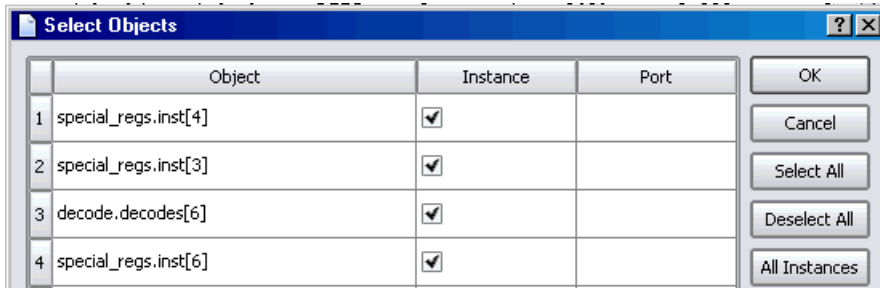 Select Objects
Object Instance Port
1 special_regs.inst[4]
2 special_regs.inst[3]
3 decode.decodes[6]
4 special_regs.inst[6]
OK
Cancel
Select All
Deselect All
All Instances